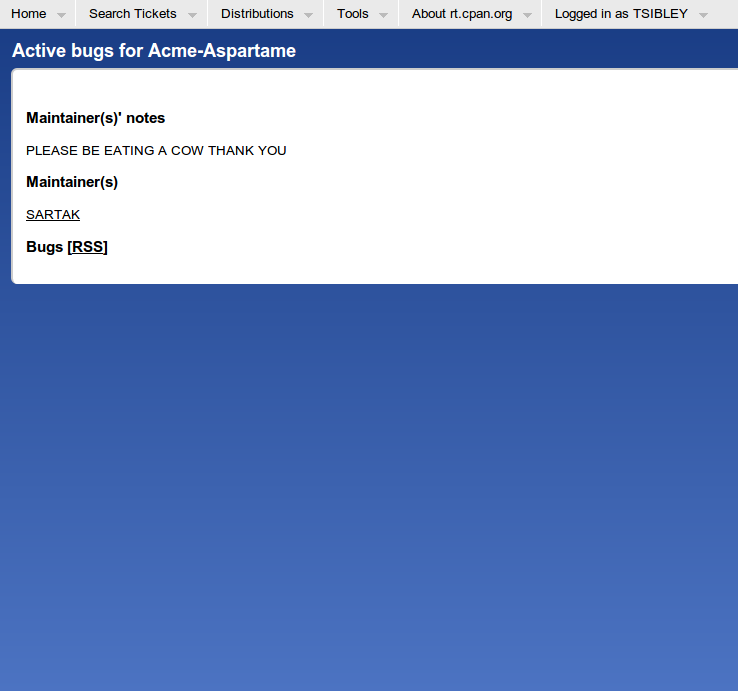 Home Search Tickets Distributions Tools About rt.cpan.org Logged in as TSIBLEY
Active bugs for Acme-Aspartame
Maintainer(s)' notes
PLEASE BE EATING A COW THANK YOU
Maintainer(s)
SARTAK
Bugs [RSS]